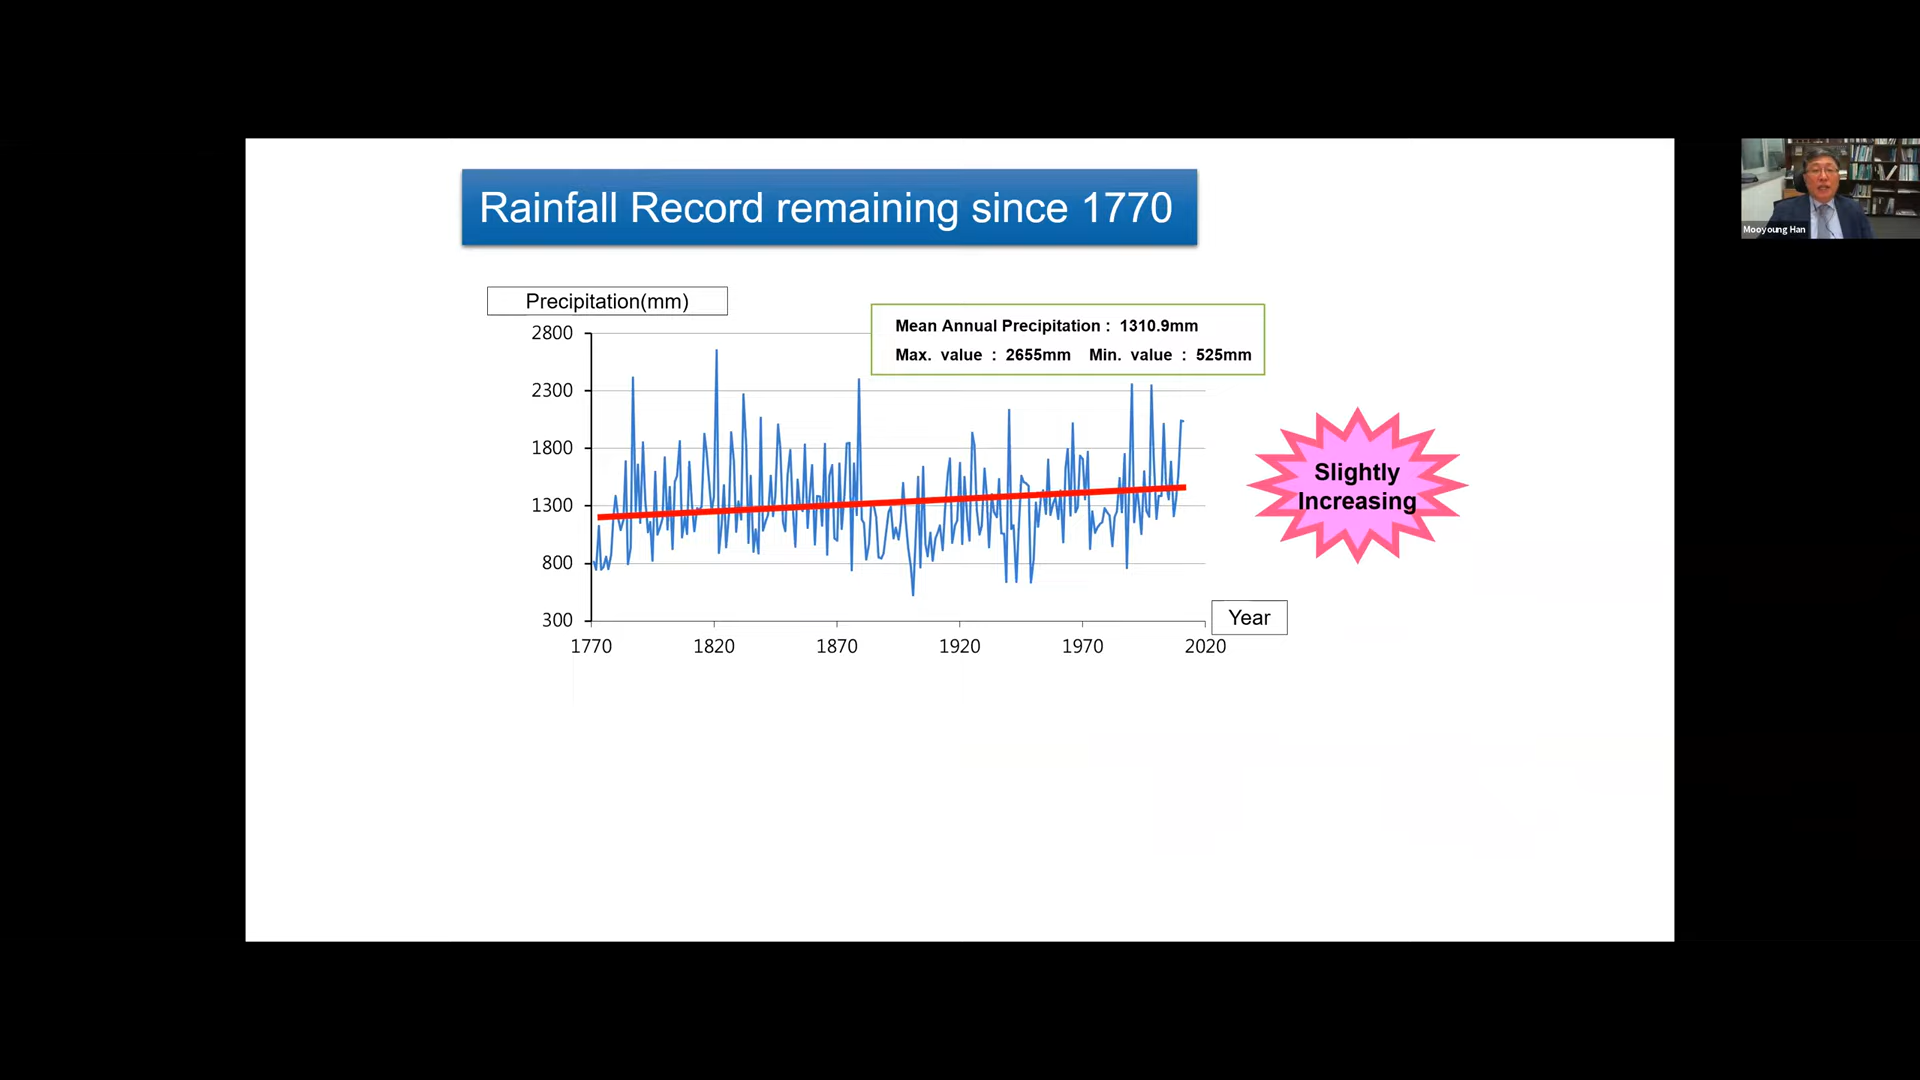 Rainfall Record remaining since 1770
Mooyoung Han
Precipitation(mm)
Mean Annual Precipitation : 1310.9mm
Max. value : 2655mm Min. value : 525mm
2800
2300
1800
1300
800
300
Slightly
Increasing
Year
1770 1820 1870 1920 1970 2020